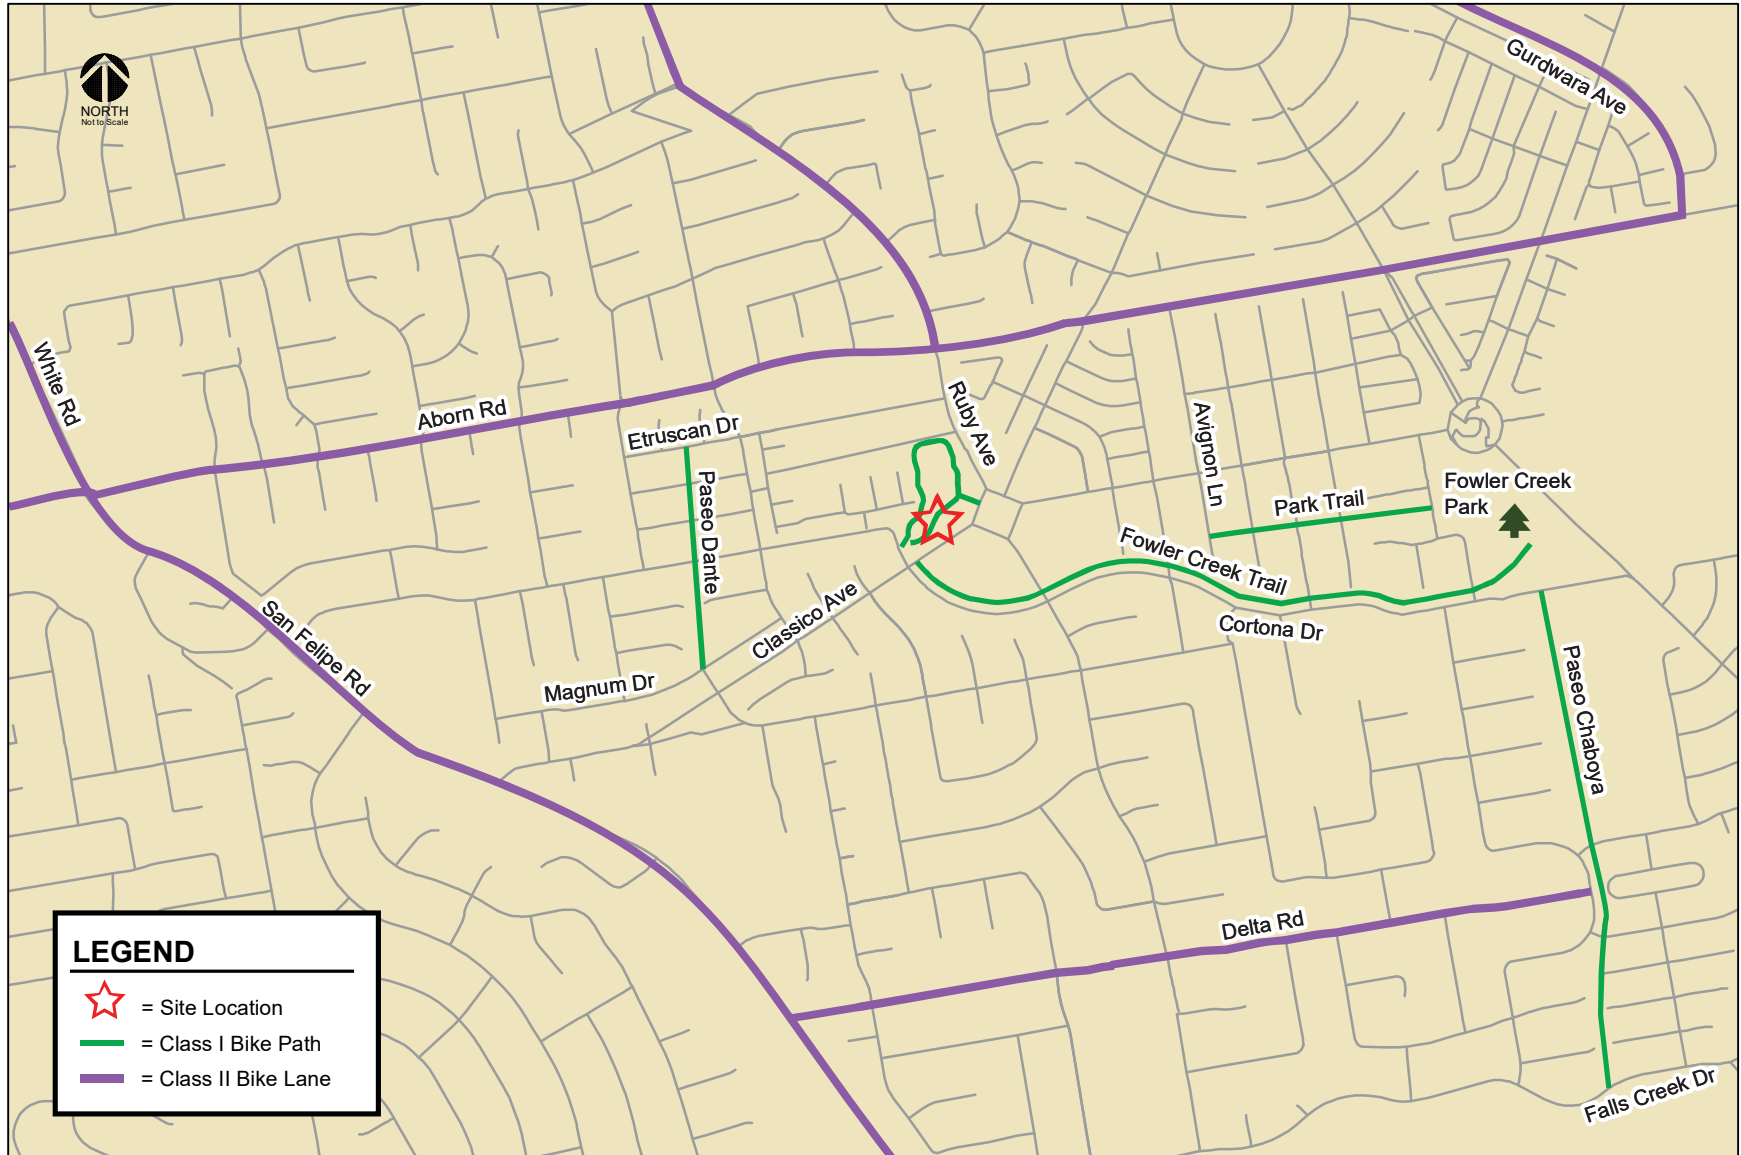 NORTH
Not to Scale
Gurdwara Ave
White Rd
Aborn Rd
Etruscan Dr
Ruby Ave
Avignon Ln
Paseo Dante
Park Trail
Fowler Creek
Park
Fowler Creek Trail
Classico Ave
Cortona Dr
San Felipe Rd
Magnum Dr
Paseo Chaboya
Delta Rd
Falls Creek Dr
LEGEND
= Site Location
= Class I Bike Path
= Class II Bike Lane